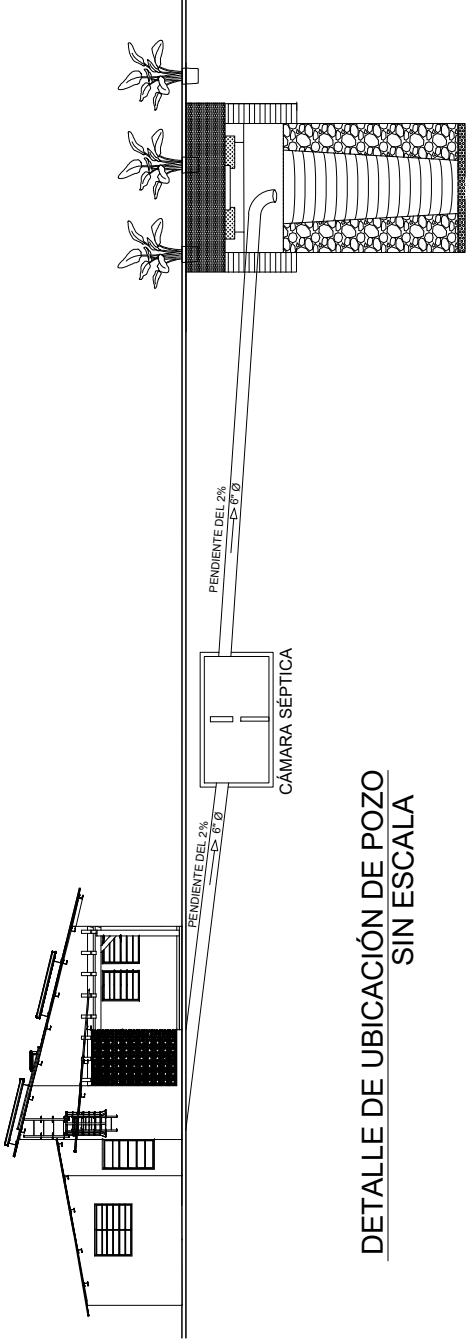 PENDIENTE DEL 2%
6" Ø
CÁMARA SÉPTICA
PENDIENTE DEL 2%
6" Ø
DETALLE DE UBICACIÓN DE POZO
SIN ESCALA